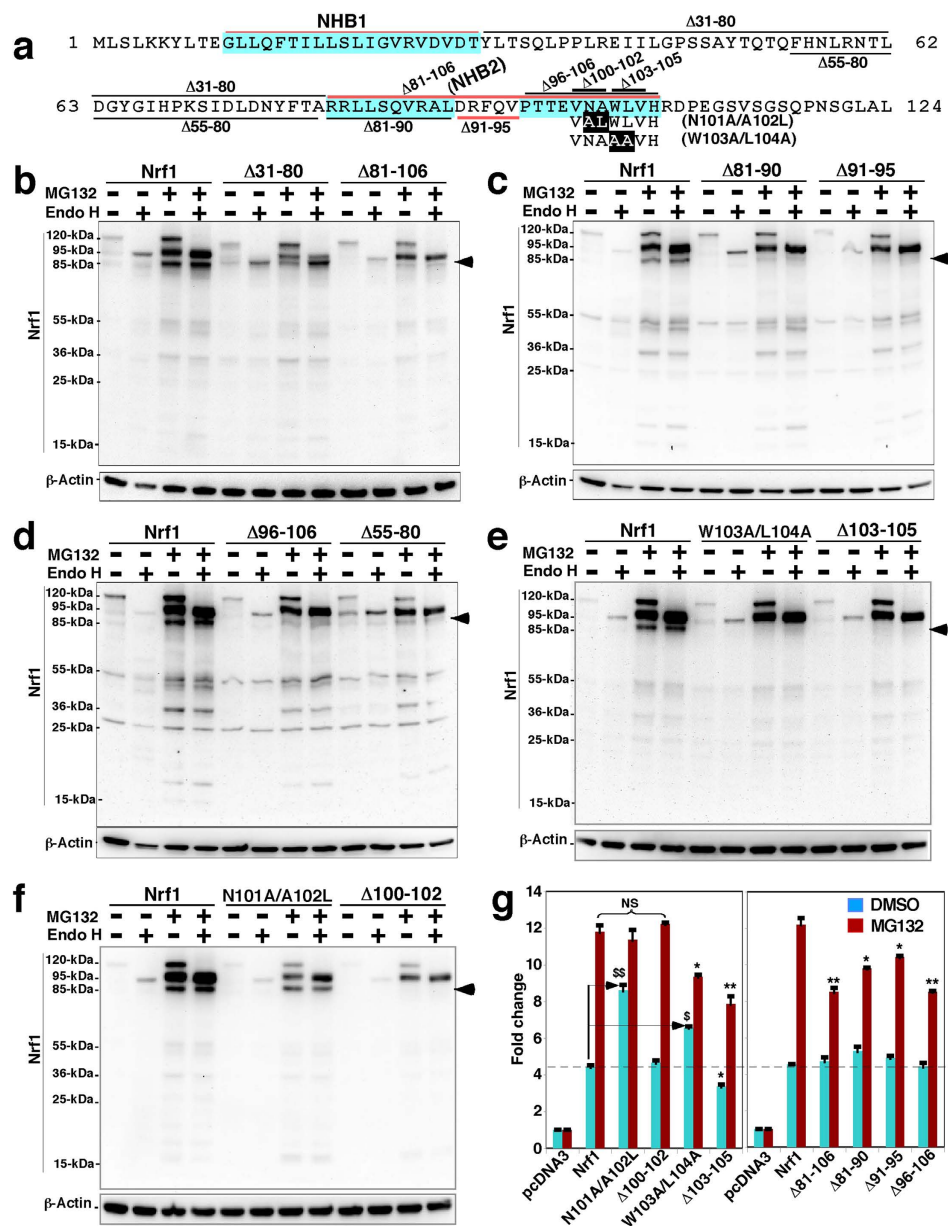 a
NHB1
Δ31-80
1 MLSLKKYLTEGLLQFTILLSLIGVRVDVDTYLTSQLPPLREIILGPSSAYTQTQFHNLRNTL 62
Δ55-80
Δ31-80
Δ81-106
(NHB2)
Δ96-106
Δ100-102
Δ103-105
63 DGYGIHPKSIDLDNYFTARRLLSQVRALDRFQVPTTEVNAWLVHRDPEGSVSGSQPNSGLAL 124
Δ55-80
Δ81-90
Δ91-95
VALWLVH (N101A/A102L)
VNAAAVH (W103A/L104A)
b
Nrf1 Δ31-80 Δ81-106
MG132 - - + + - - + + - - + +
Endo H - + - + - + - + - + - +
120-kDa
95-kDa
85-kDa
55-kDa
36-kDa
25-kDa
15-kDa
Nrf1
β-Actin
c
Nrf1 Δ81-90 Δ91-95
MG132 - - + + - - + + - - + +
Endo H - + - + - + - + - + - +
120-kDa
95-kDa
85-kDa
55-kDa
36-kDa
25-kDa
15-kDa
Nrf1
β-Actin
d
Nrf1 Δ96-106 Δ55-80
MG132 - - + + - - + + - - + +
Endo H - + - + - + - + - + - +
120-kDa
95-kDa
85-kDa
55-kDa
36-kDa
25-kDa
15-kDa
Nrf1
β-Actin
e
Nrf1 W103A/L104A Δ103-105
MG132 - - + + - - + + - - + +
Endo H - + - + - + - + - + - +
120-kDa
95-kDa
85-kDa
55-kDa
36-kDa
25-kDa
15-kDa
Nrf1
β-Actin
f
Nrf1 N101A/A102L Δ100-102
MG132 - - + + - - + + - - + +
Endo H - + - + - + - + - + - +
120-kDa
95-kDa
85-kDa
55-kDa
36-kDa
25-kDa
15-kDa
Nrf1
β-Actin
g
Fold change
14
12
10
8
6
4
2
0
NS
$$
$
*
*
**
DMSO
MG132
**
*
*
**
pcDNA3
Nrf1
N101A/A102L
Δ100-102
W103A/L104A
Δ103-105
pcDNA3
Nrf1
Δ81-106
Δ81-90
Δ91-95
Δ96-106